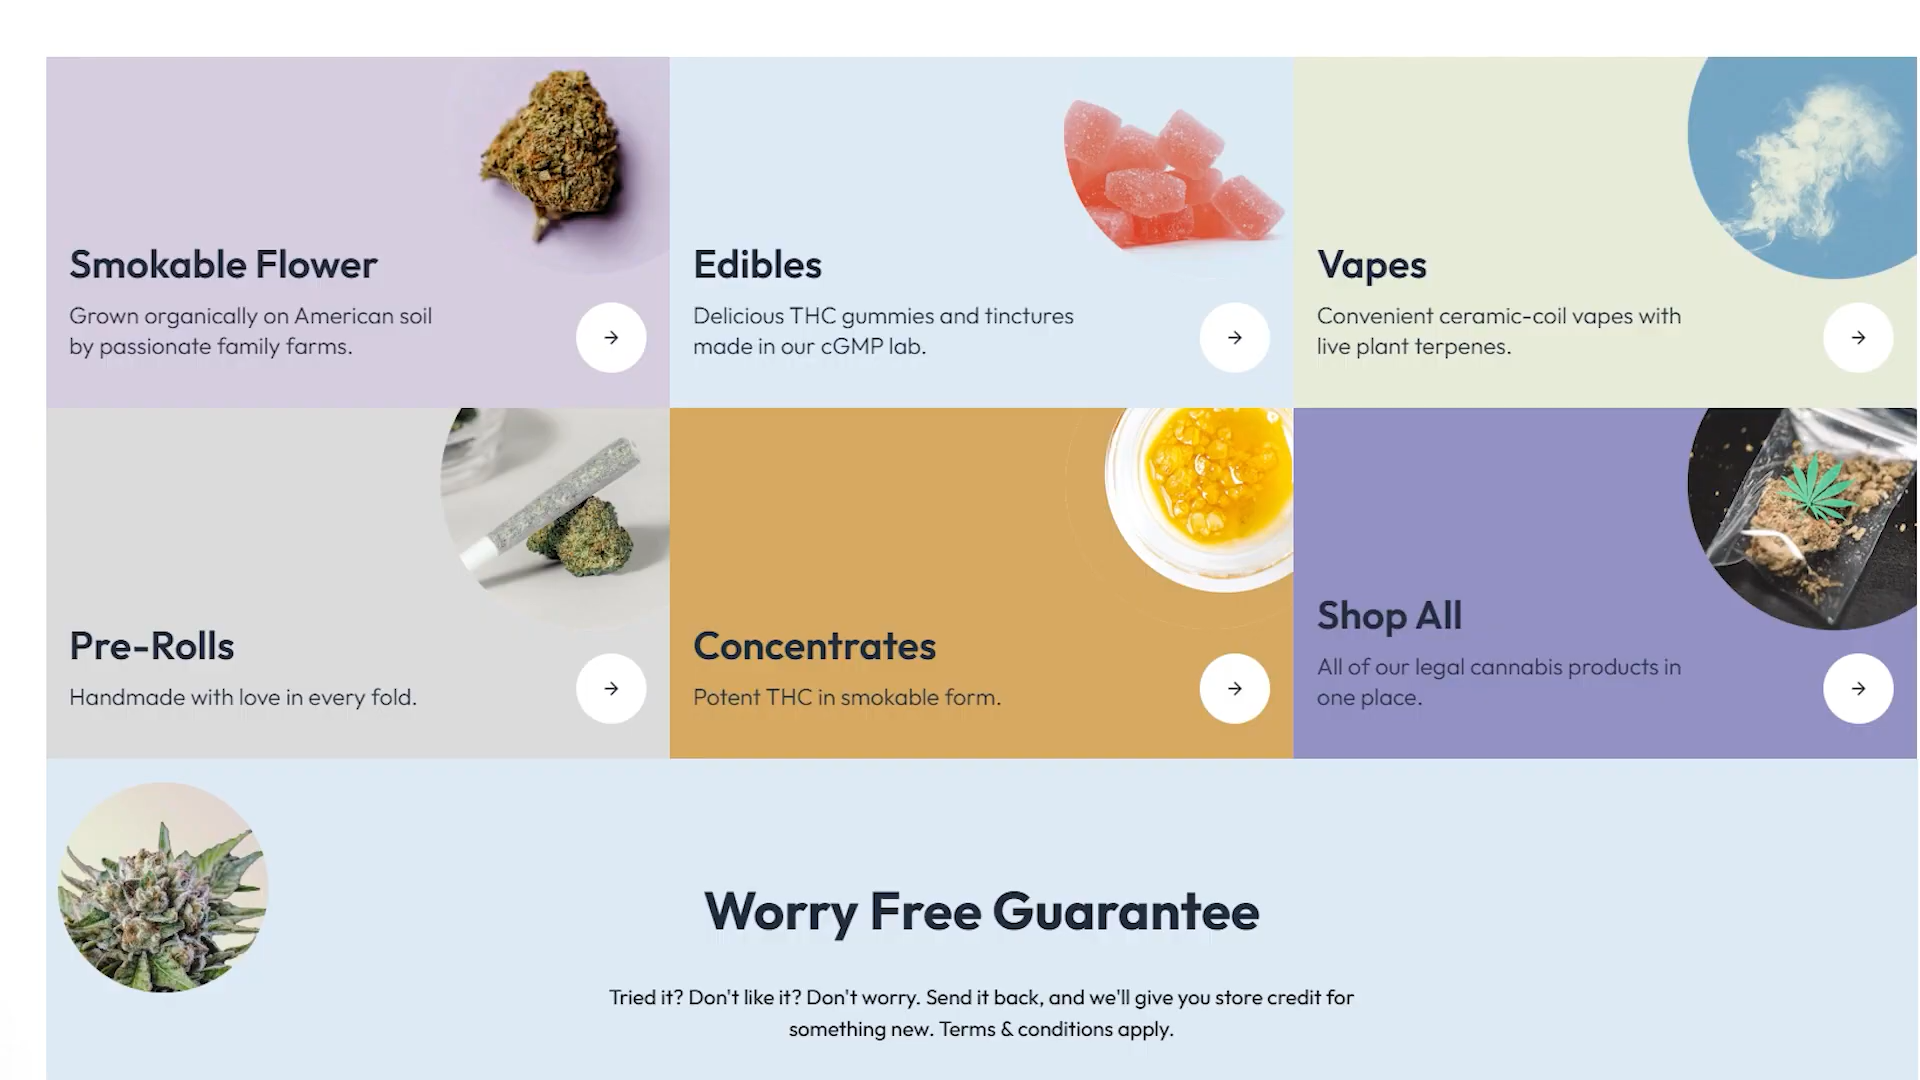 Smokable Flower
Grown organically on American soil
by passionate family farms.
Edibles
Delicious THC gummies and tinctures
made in our cGMP lab.
Vapes
Convenient ceramic-coil vapes with
live plant terpenes.
Pre-Rolls
Handmade with love in every fold.
Concentrates
Potent THC in smokable form.
Shop All
All of our legal cannabis products in
one place.
Worry Free Guarantee
Tried it? Don't like it? Don't worry. Send it back, and we'll give you store credit for
something new. Terms & conditions apply.